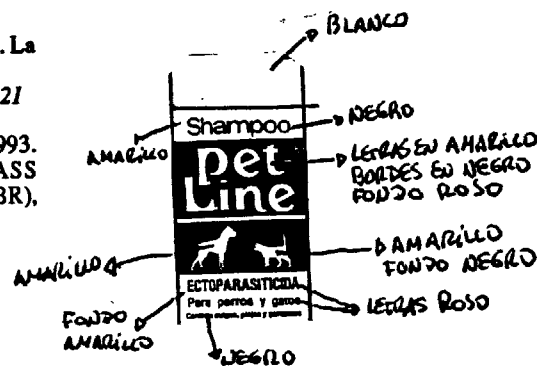 . La
21
993.
ASS
BR),
BLANCO
Shampoo
NEGRO
AMARILLO
pet
Line
LETRAS EN AMARILLO
BORDES EN NEGRO
FONDO ROSO
AMARILLO
AMARILLO
FONDO NEGRO
ECTOPARASITICIDA
Para perros y gatos
LETRAS ROSO
FONDO
AMARILLO
NEGRO